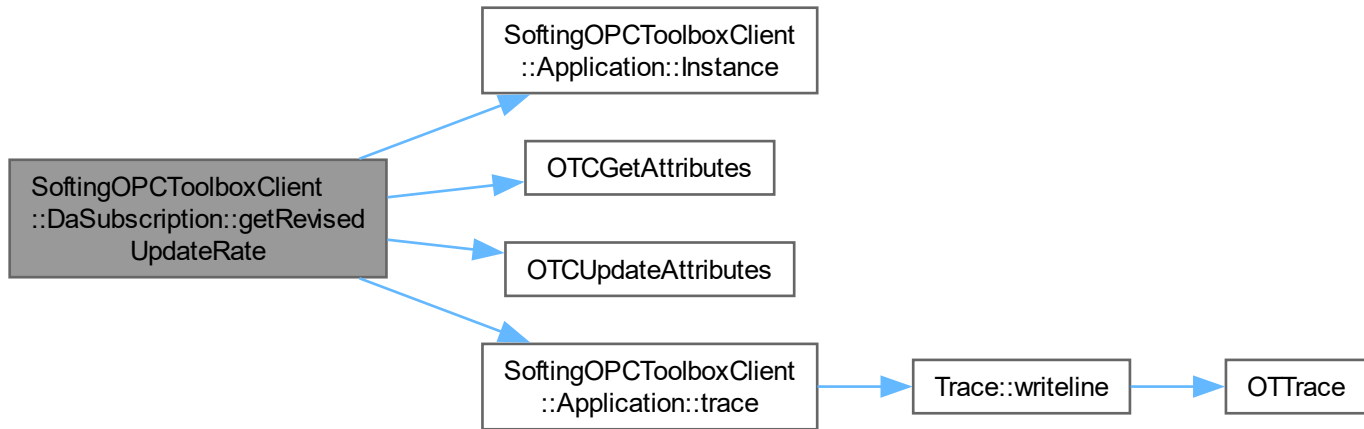 SoftingOPCToolboxClient
::Application::Instance
OTCGetAttributes
SoftingOPCToolboxClient
::DaSubscription::getRevised
UpdateRate
OTCUpdateAttributes
SoftingOPCToolboxClient
::Application::trace
Trace::writeline
OTTrace